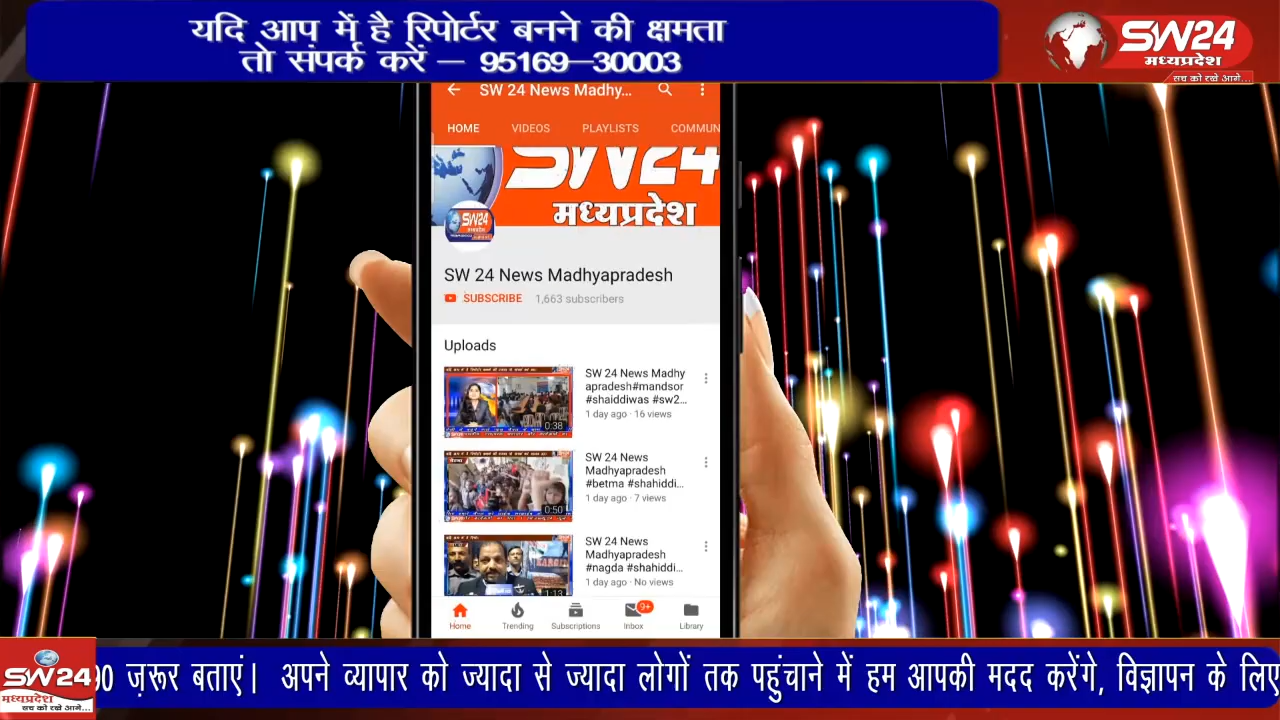 यदि आप में है रिपोर्टर बनने की क्षमता
तो संपर्क करें – 95169–30003
SW24
मध्यप्रदेश
सच को रखे आगे...
SW 24 News Madhy...
HOME VIDEOS PLAYLISTS COMMUN
SW24
मध्यप्रदेश
SW24
SW 24 News Madhyapradesh
SUBSCRIBE 1,663 subscribers
Uploads
SW 24 News Madhy
apradesh#mandsor
#shaiddiwas #sw2...
1 day ago · 16 views
0:38
SW 24 News
Madhyapradesh
#betma #shahiddi...
1 day ago · 7 views
0:50
SW 24 News
Madhyapradesh
#nagda #shahiddi...
1 day ago · No views
1:13
Home Trending Subscriptions Inbox Library
9+
SW24
मध्यप्रदेश
सच को रखे आगे...
00 ज़रूर बताएं। अपने व्यापार को ज्यादा से ज्यादा लोगों तक पहुंचाने में हम आपकी मदद करेंगे, विज्ञापन के लिए